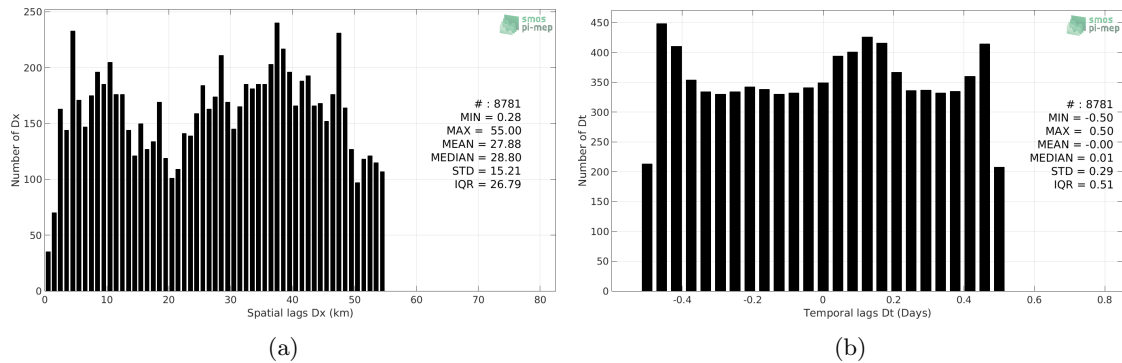 250
200
150
100
50
0
Number of Dx
0 10 20 30 40 50 60 70 80
Spatial lags Dx (km)
smos
pi-mep
# : 8781
MIN = 0.28
MAX = 55.00
MEAN = 27.88
MEDIAN = 28.80
STD = 15.21
IQR = 26.79
(a)
450
400
350
300
250
200
150
100
50
0
Number of Dt
-0.4 -0.2 0 0.2 0.4 0.6 0.8
Temporal lags Dt (Days)
smos
pi-mep
# : 8781
MIN = -0.50
MAX = 0.50
MEAN = -0.00
MEDIAN = 0.01
STD = 0.29
IQR = 0.51
(b)